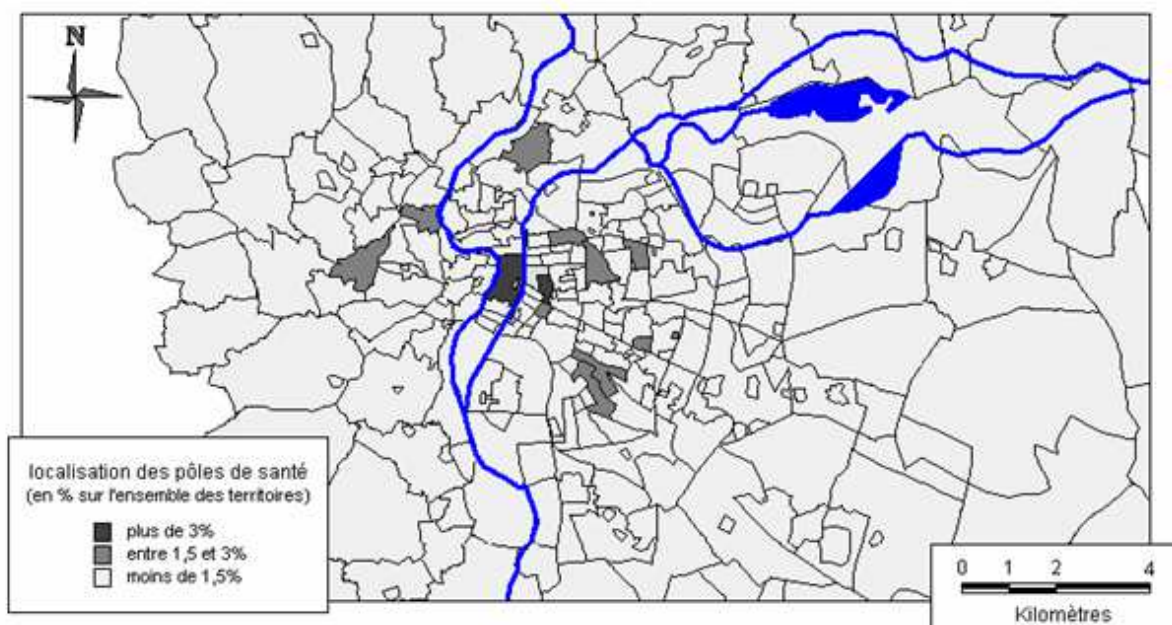 N
localisation des pôles de santé
(en % sur l'ensemble des territoires)
plus de 3%
entre 1,5 et 3%
moins de 1,5%
0 1 2 4
Kilomètres